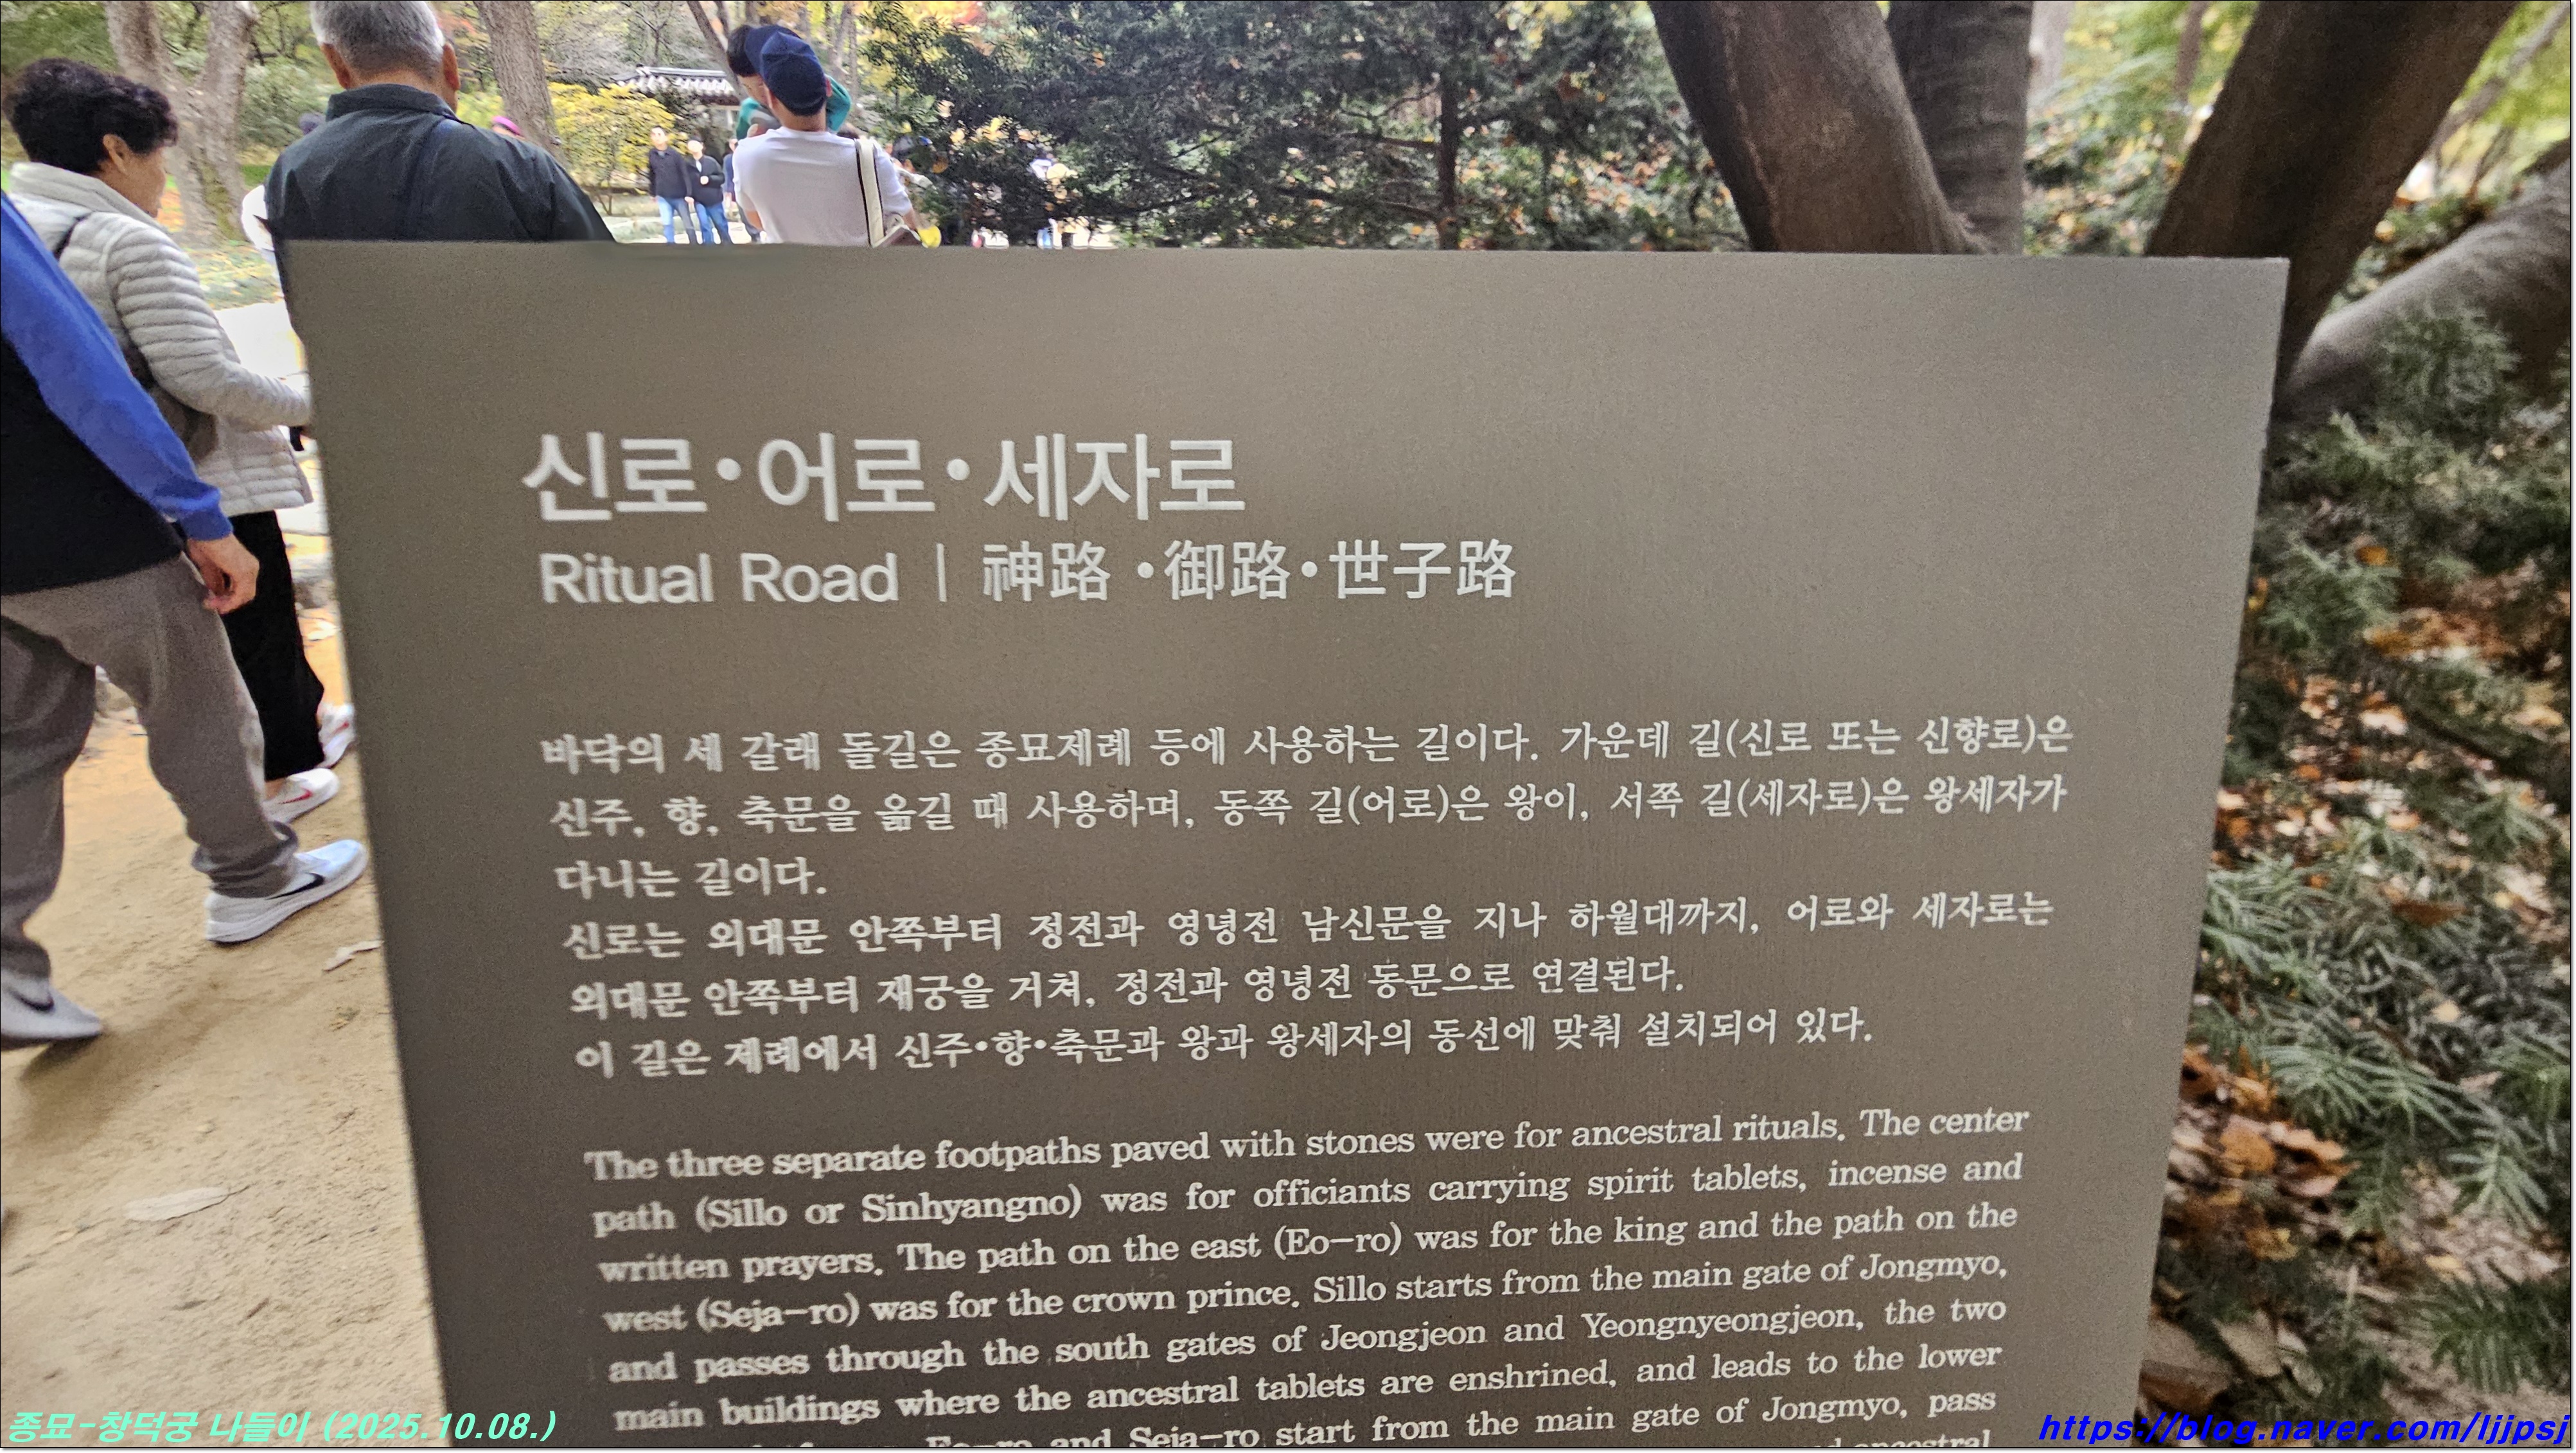 신로·어로·세자로
Ritual Road | 神路·御路·世子路
바닥의 세 갈래 돌길은 종묘제례 등에 사용하는 길이다. 가운데 길(신로 또는 신향로)은
신주, 향, 축문을 옮길 때 사용하며, 동쪽 길(어로)은 왕이, 서쪽 길(세자로)은 왕세자가
다니는 길이다.
신로는 외대문 안쪽부터 정전과 영녕전 남신문을 지나 하월대까지, 어로와 세자로는
외대문 안쪽부터 재궁을 거쳐, 정전과 영녕전 동문으로 연결된다.
이 길은 제례에서 신주·향·축문과 왕과 왕세자의 동선에 맞춰 설치되어 있다.
The three separate footpaths paved with stones were for ancestral rituals. The center
path (Sillo or Sinhyangno) was for officiants carrying spirit tablets, incense and
written prayers. The path on the east (Eo-ro) was for the king and the path on the
west (Seja-ro) was for the crown prince. Sillo starts from the main gate of Jongmyo,
and passes through the south gates of Jeongjeon and Yeongnyeongjeon, the two
main buildings where the ancestral tablets are enshrined, and leads to the lower
Eo-ro and Seja-ro start from the main gate of Jongmyo, pass
ancestral
종묘-창덕궁 나들이 (2025.10.08.)
https://blog.naver.com/ljjpsj